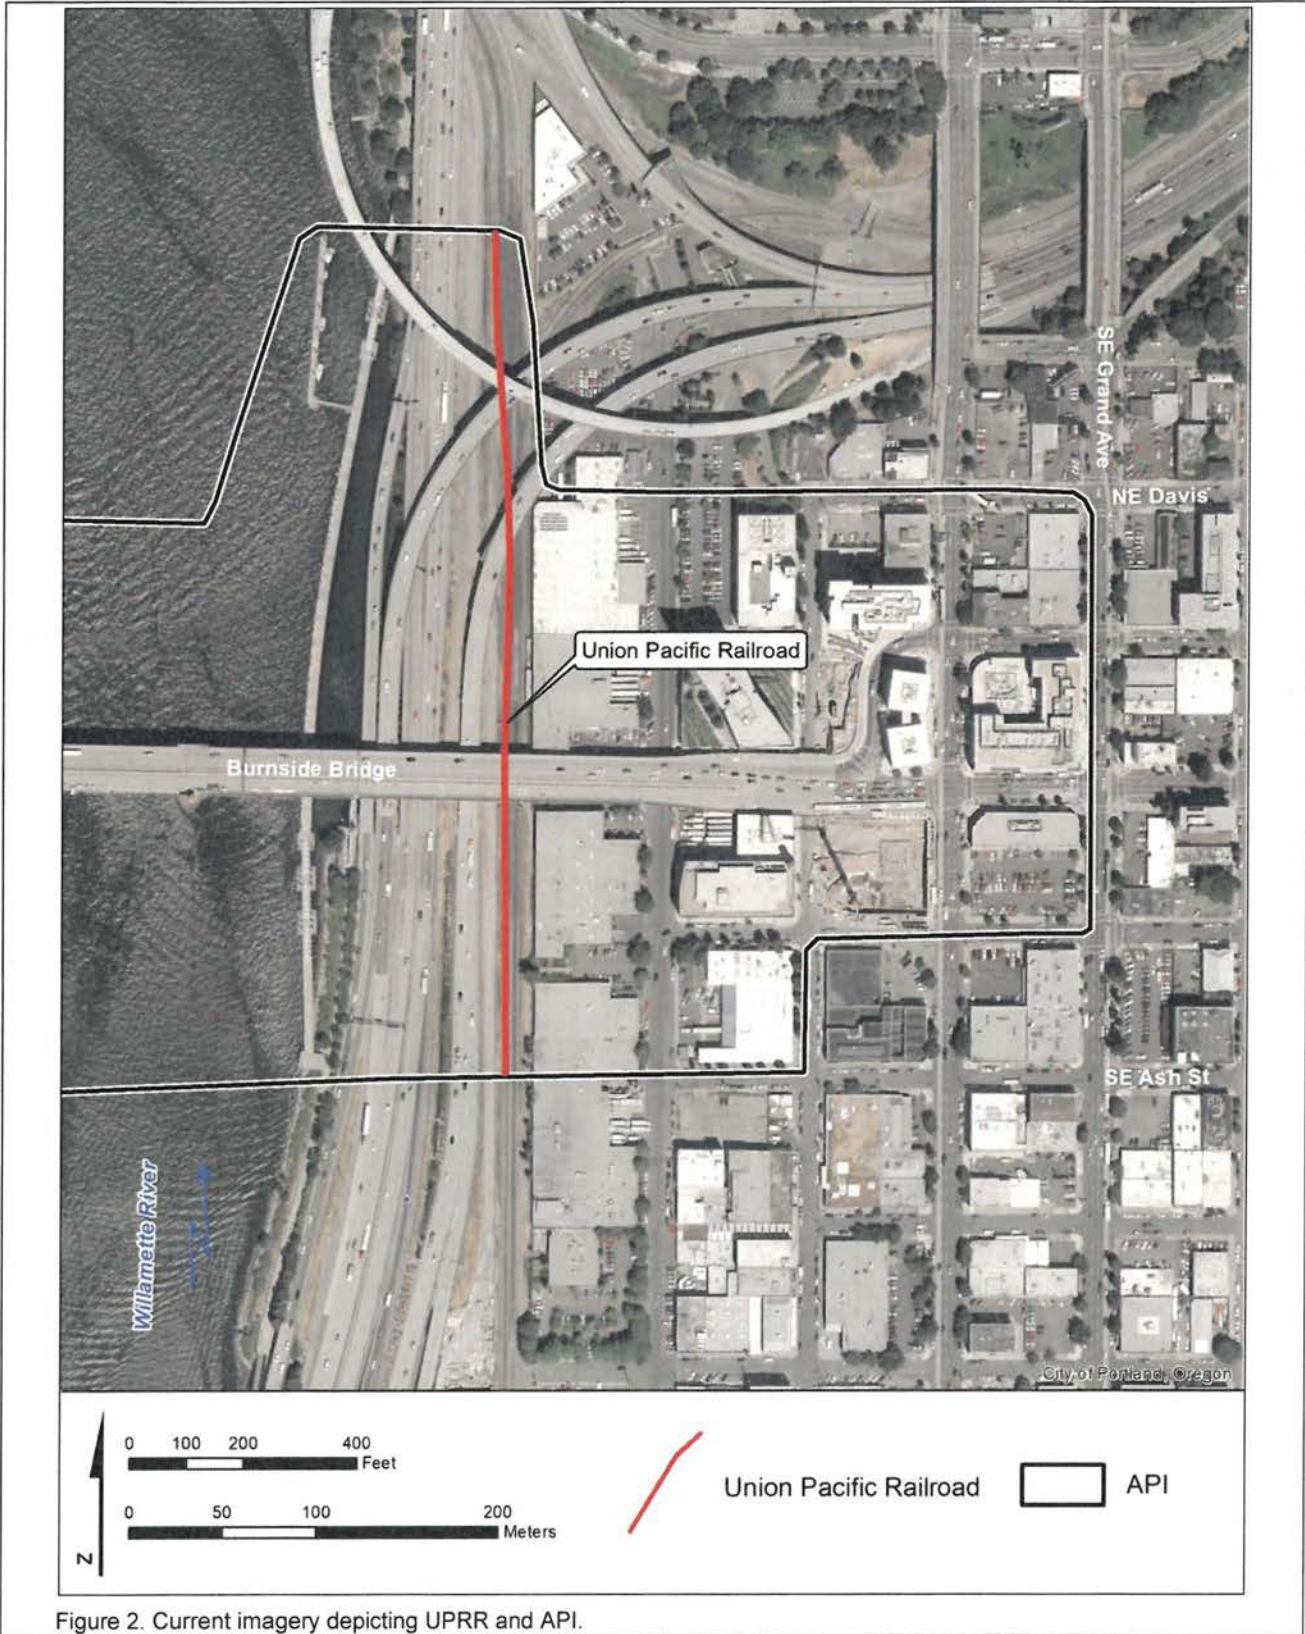 SE Grand Ave
NE Davis
Union Pacific Railroad
Burnside Bridge
SE Ash St
Willamette River
City of Portland, Oregon
0 100 200 400
Feet
0 50 100 200
Meters
N
Union Pacific Railroad
API
Figure 2. Current imagery depicting UPRR and API.